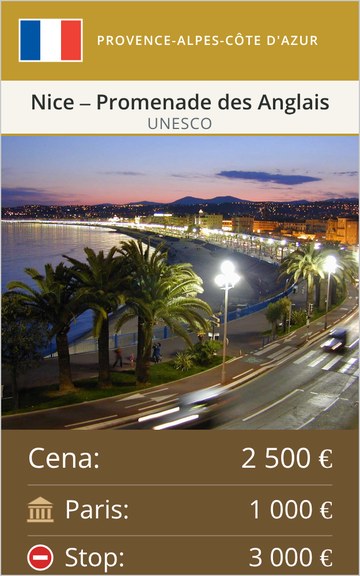 PROVENCE-ALPES-CÔTE D'AZUR
Nice – Promenade des Anglais
UNESCO
Cena: 2 500 €
Paris: 1 000 €
Stop: 3 000 €